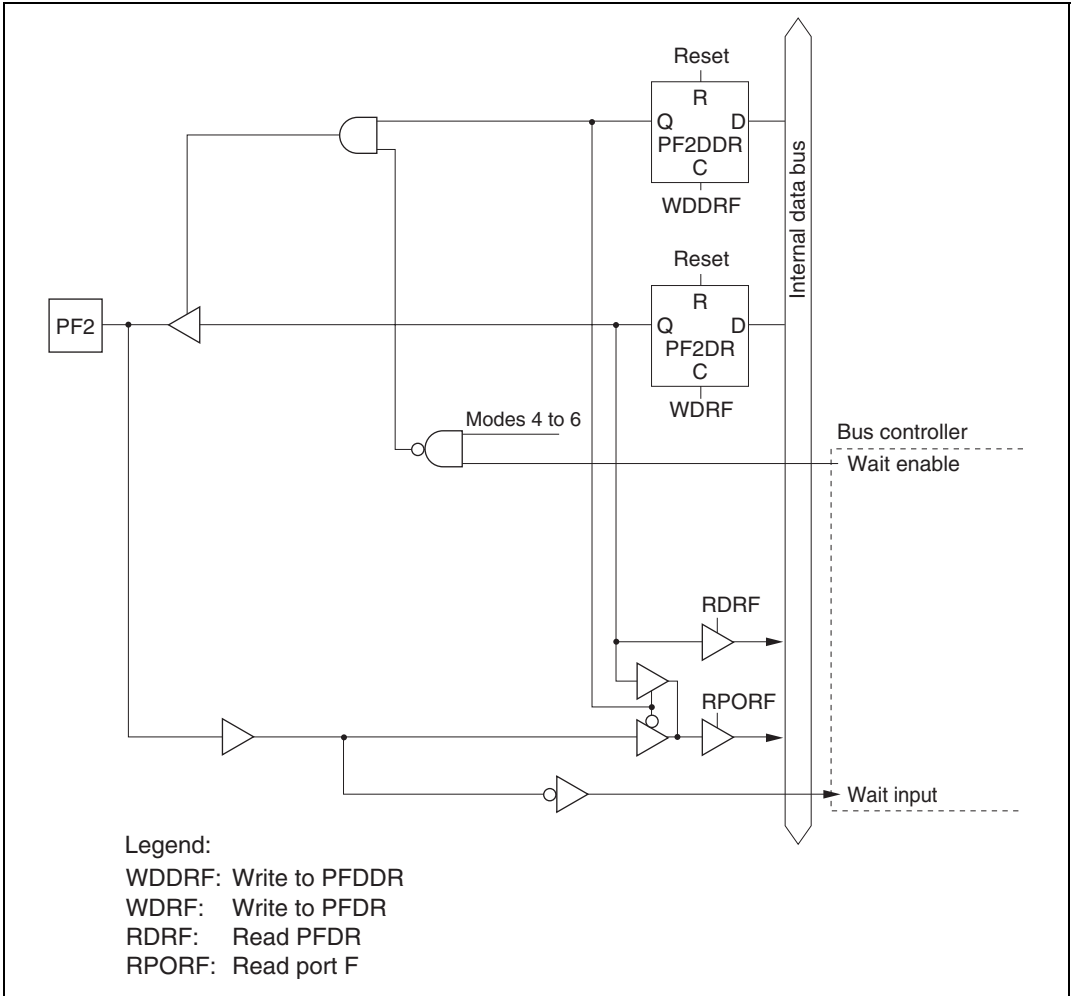 Reset
R
Q D
PF2DDR
C
WDDRF
Internal data bus
Reset
R
PF2
Q D
PF2DR
C
WDRF
Modes 4 to 6
Bus controller
Wait enable
RDRF
RPORF
Wait input
Legend:
WDDRF: Write to PFDDR
WDRF: Write to PFDR
RDRF: Read PFDR
RPORF: Read port F